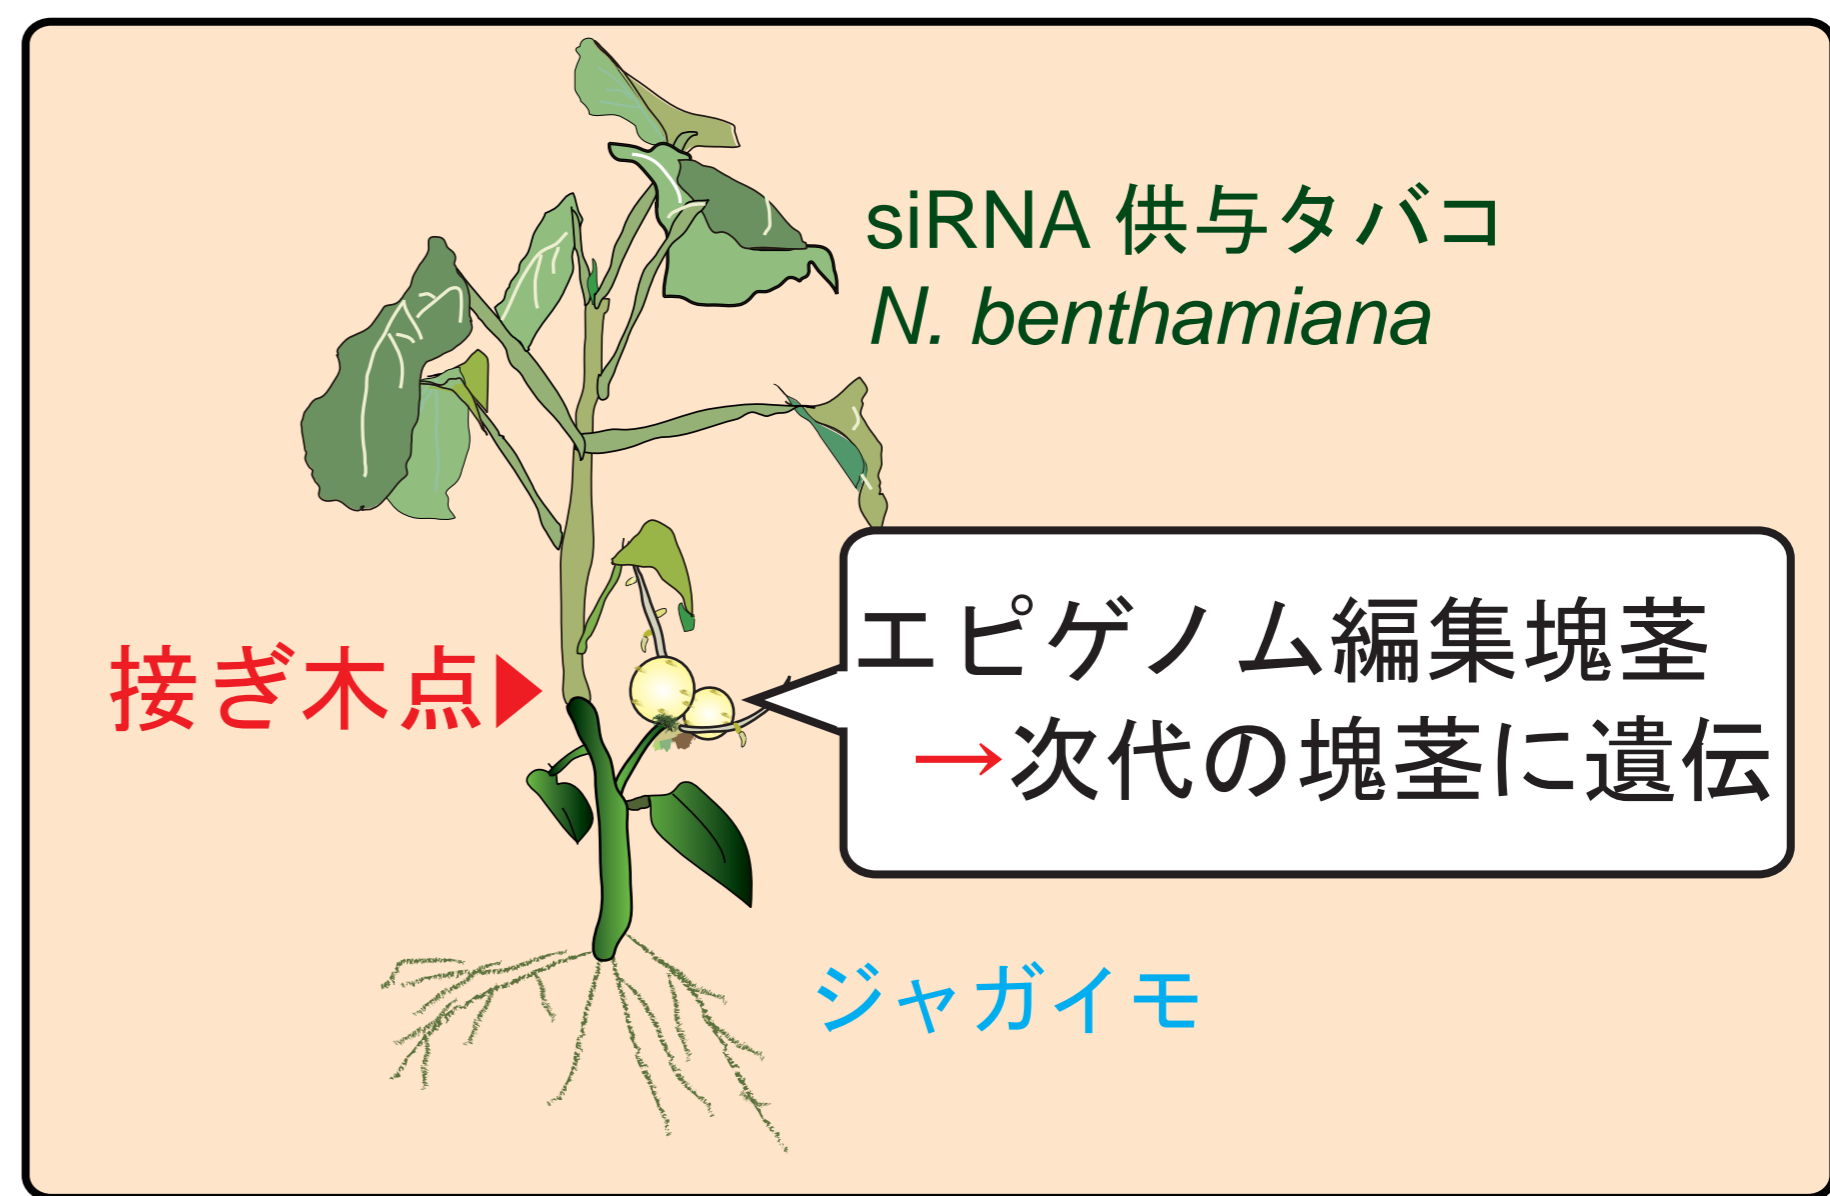 siRNA 供与タバコ
N. benthamiana
接ぎ木点▶
エピゲノム編集塊茎
→次代の塊茎に遺伝
ジャガイモ